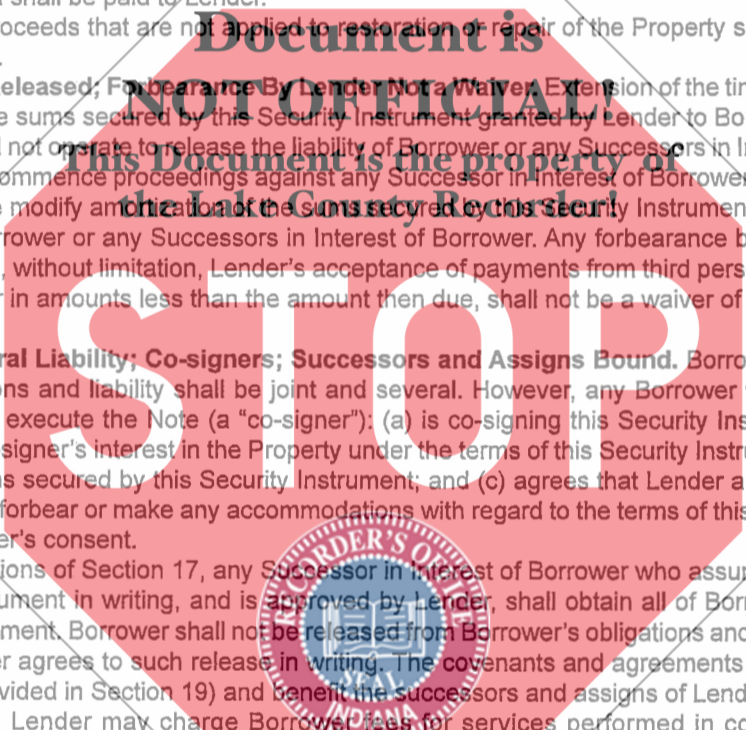 shall be paid to Lender.
oceeds that are not applied to restoration or repair of the Property s
Document is
eleased; Forbearance By Lender Not a Waiver. Extension of the tim
NOT OFFICIAL!
e sums secured by this Security Instrument granted by Lender to Bo
not operate to release the liability of Borrower or any Successors in In
This Document is the property of
ommence proceedings against any Successor in Interest of Borrower
the Lake County Recorder!
modify amortization of the sums secured by this Security Instrumen
rower or any Successors in Interest of Borrower. Any forbearance b
, without limitation, Lender's acceptance of payments from third pers
in amounts less than the amount then due, shall not be a waiver of
STOP
ral Liability; Co-signers; Successors and Assigns Bound. Borro
ns and liability shall be joint and several. However, any Borrower
execute the Note (a “co-signer”): (a) is co-signing this Security Ins
signer's interest in the Property under the terms of this Security Instru
s secured by this Security Instrument; and (c) agrees that Lender a
forbear or make any accommodations with regard to the terms of this
er's consent.
RECORDER'S OFFICE
ions of Section 17, any Successor in Interest of Borrower who assum
ument in writing, and is approved by Lender, shall obtain all of Borr
ment. Borrower shall not be released from Borrower's obligations and
r agrees to such release in writing. The covenants and agreements
SEAL
vided in Section 19) and benefit the successors and assigns of Lend
INDIANA
Lender may charge Borrower fees for services performed in co